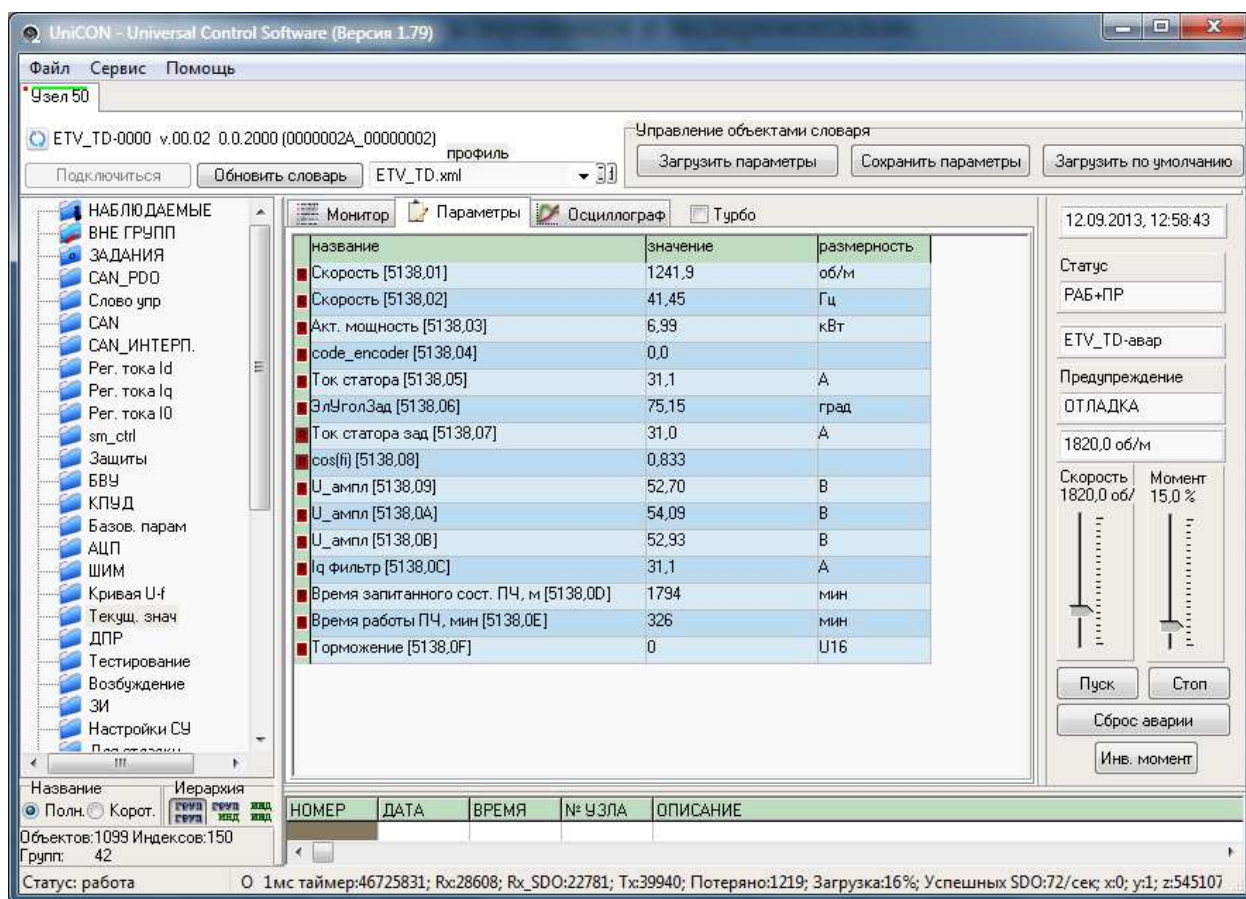 UniCON - Universal Control Software (Версия 1.79)
Файл Сервис Помощь
Узел 50
ETV_TD-0000 v.00.02 0.0.2000 (0000002A_00000002)
профиль
Подключиться Обновить словарь ETV_TD.xml
Управление объектами словаря
Загрузить параметры Сохранить параметры Загрузить по умолчанию
НАБЛЮДАЕМЫЕ
ВНЕ ГРУПП
ЗАДАНИЯ
CAN_PDO
Слово упр
CAN
CAN_ИНТЕРП.
Рег. тока Id
Рег. тока Iq
Рег. тока I0
sm_ctrl
Защиты
БВУ
КПУД
Базов. парам
АЦП
ШИМ
Кривая U-f
Текущ. знач
ДПР
Тестирование
Возбуждение
ЗИ
Настройки СУ
Название Иерархия
Полн. Корот. груп груп инд
груп инд инд
Объектов:1099 Индексов:150
Групп: 42
Монитор Параметры Осциллограф Турбо
название значение размерность
Скорость [5138,01] 1241,9 об/м
Скорость [5138,02] 41,45 Гц
Акт. мощность [5138,03] 6,99 кВт
code_encoder [5138,04] 0,0
Ток статора [5138,05] 31,1 А
ЭлУголЗад [5138,06] 75,15 град
Ток статора зад [5138,07] 31,0 А
cos(fi) [5138,08] 0,833
U_ампл [5138,09] 52,70 В
U_ампл [5138,0A] 54,09 В
U_ампл [5138,0B] 52,93 В
Iq фильтр [5138,0C] 31,1 А
Время запитанного сост. ПЧ, м [5138,0D] 1794 мин
Время работы ПЧ, мин [5138,0E] 326 мин
Торможение [5138,0F] 0 U16
12.09.2013, 12:58:43
Статус
РАБ+ПР
ETV_TD-авар
Предупреждение
ОТЛАДКА
1820,0 об/м
Скорость Момент
1820,0 об/ 15,0 %
Пуск Стоп
Сброс аварии
Инв. момент
НОМЕР ДАТА ВРЕМЯ № УЗЛА ОПИСАНИЕ
Статус: работа O 1мс таймер:46725831; Rx:28608; Rx_SDO:22781; Tx:39940; Потеряно:1219; Загрузка:16%; Успешных SDO:72/сек; x:0; y:1; z:545107